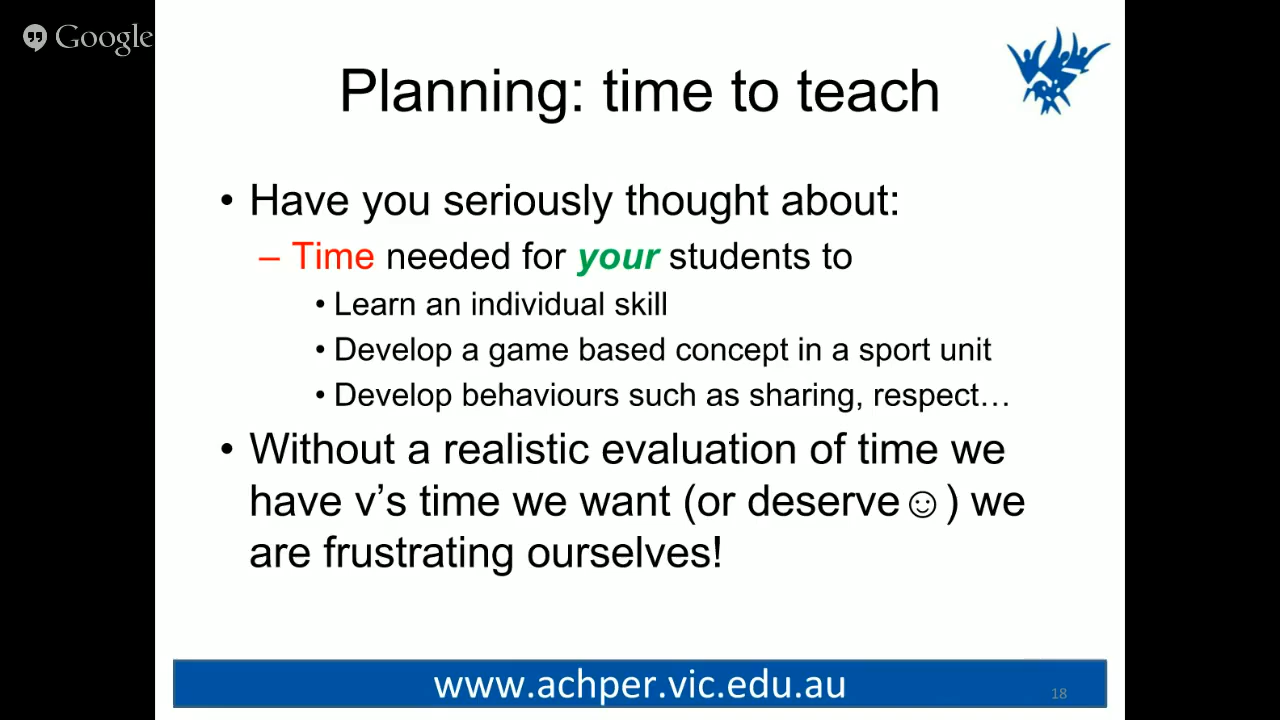 Google
Planning: time to teach
• Have you seriously thought about:
– Time needed for your students to
• Learn an individual skill
• Develop a game based concept in a sport unit
• Develop behaviours such as sharing, respect…
• Without a realistic evaluation of time we
have v’s time we want (or deserve☺) we
are frustrating ourselves!
www.achper.vic.edu.au
18